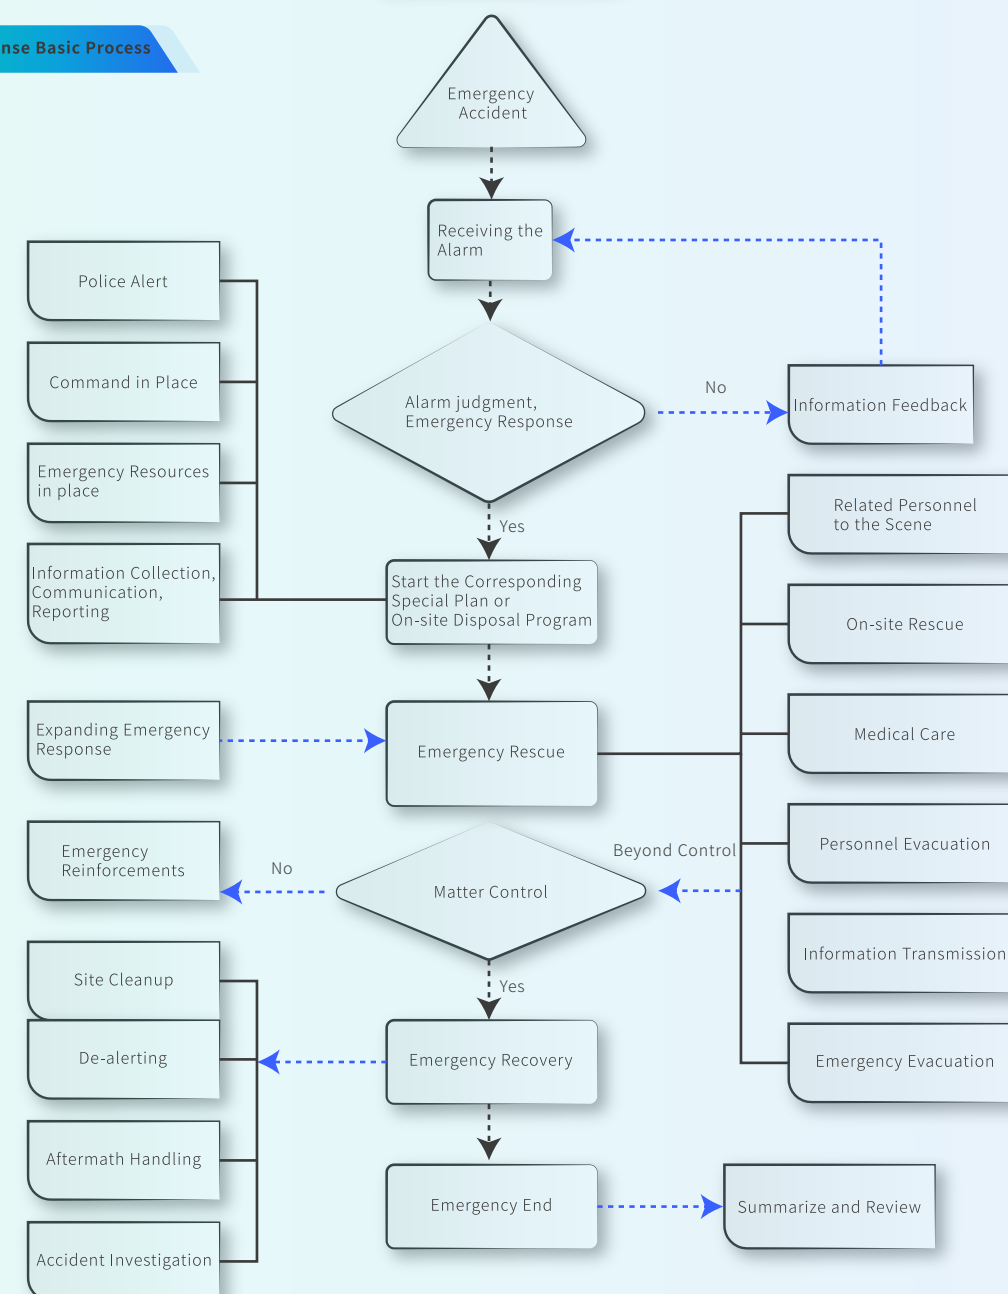 nse Basic Process
Emergency
Accident
Receiving the
Alarm
Police Alert
Command in Place
Alarm judgment,
Emergency Response
No
Information Feedback
Emergency Resources
in place
Yes
Related Personnel
to the Scene
Information Collection,
Communication,
Reporting
Start the Corresponding
Special Plan or
On-site Disposal Program
On-site Rescue
Expanding Emergency
Response
Emergency Rescue
Medical Care
Emergency
Reinforcements
No
Matter Control
Beyond Control
Personnel Evacuation
Site Cleanup
Yes
Information Transmission
De-alerting
Emergency Recovery
Emergency Evacuation
Aftermath Handling
Emergency End
Summarize and Review
Accident Investigation